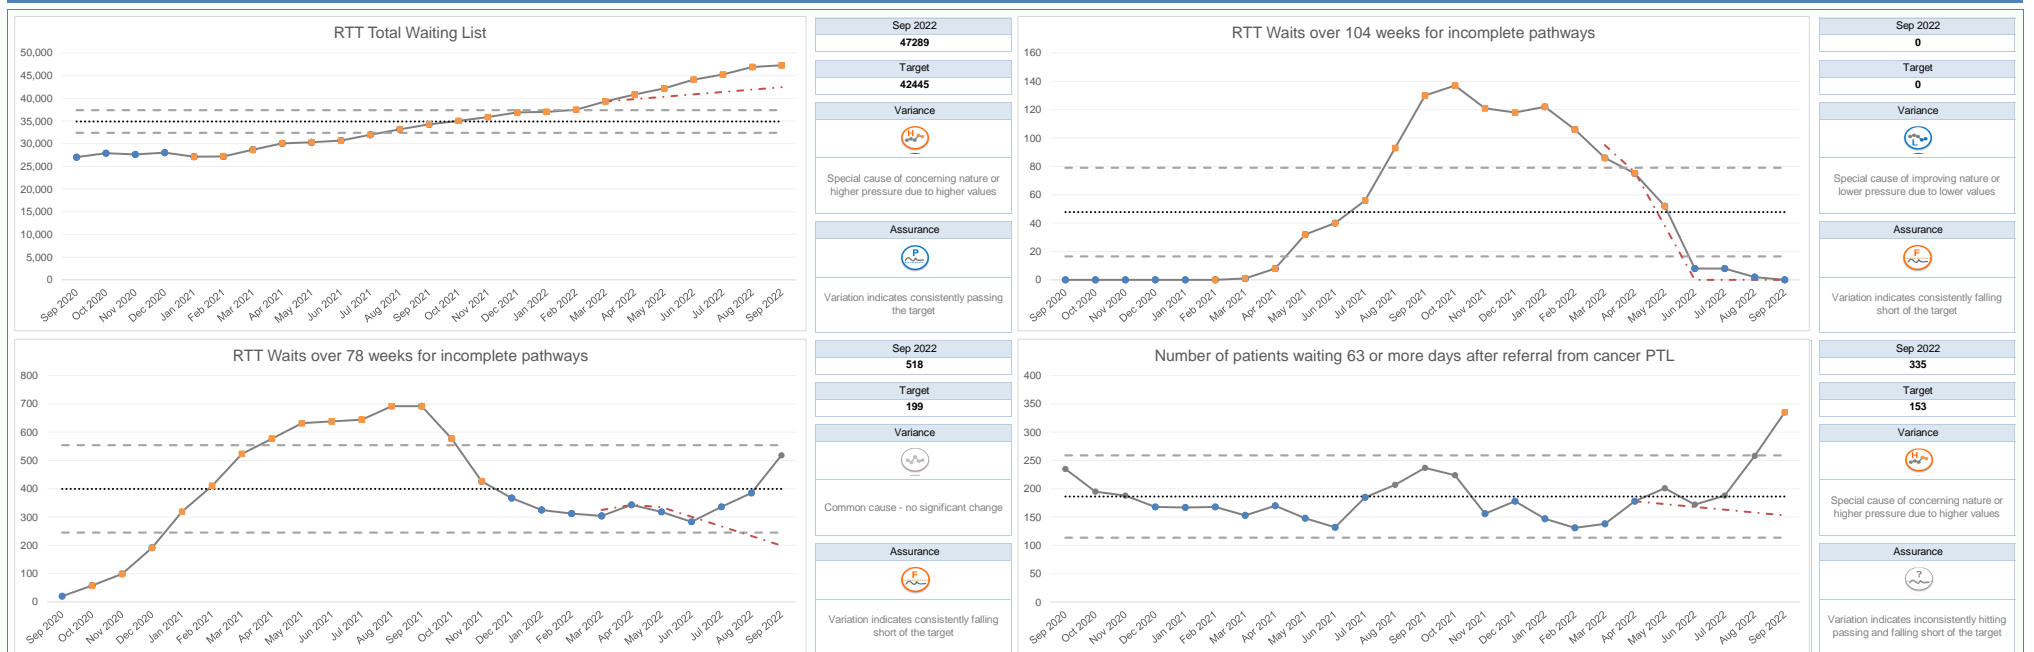 RTT Total Waiting List
50,000
45,000
40,000
35,000
30,000
25,000
20,000
15,000
10,000
5,000
0
Sep 2020
Oct 2020
Nov 2020
Dec 2020
Jan 2021
Feb 2021
Mar 2021
Apr 2021
May 2021
Jun 2021
Jul 2021
Aug 2021
Sep 2021
Oct 2021
Nov 2021
Dec 2021
Jan 2022
Feb 2022
Mar 2022
Apr 2022
May 2022
Jun 2022
Jul 2022
Aug 2022
Sep 2022
Sep 2022
47289
Target
42445
Variance
H
Special cause of concerning nature or
higher pressure due to higher values
Assurance
P
Variation indicates consistently passing
the target
RTT Waits over 104 weeks for incomplete pathways
160
140
120
100
80
60
40
20
0
Sep 2020
Oct 2020
Nov 2020
Dec 2020
Jan 2021
Feb 2021
Mar 2021
Apr 2021
May 2021
Jun 2021
Jul 2021
Aug 2021
Sep 2021
Oct 2021
Nov 2021
Dec 2021
Jan 2022
Feb 2022
Mar 2022
Apr 2022
May 2022
Jun 2022
Jul 2022
Aug 2022
Sep 2022
Sep 2022
0
Target
0
Variance
L
Special cause of improving nature or
lower pressure due to lower values
Assurance
F
Variation indicates consistently falling
short of the target
RTT Waits over 78 weeks for incomplete pathways
800
700
600
500
400
300
200
100
0
Sep 2020
Oct 2020
Nov 2020
Dec 2020
Jan 2021
Feb 2021
Mar 2021
Apr 2021
May 2021
Jun 2021
Jul 2021
Aug 2021
Sep 2021
Oct 2021
Nov 2021
Dec 2021
Jan 2022
Feb 2022
Mar 2022
Apr 2022
May 2022
Jun 2022
Jul 2022
Aug 2022
Sep 2022
Sep 2022
518
Target
199
Variance
Common cause - no significant change
Assurance
F
Variation indicates consistently falling
short of the target
Number of patients waiting 63 or more days after referral from cancer PTL
400
350
300
250
200
150
100
50
0
Sep 2020
Oct 2020
Nov 2020
Dec 2020
Jan 2021
Feb 2021
Mar 2021
Apr 2021
May 2021
Jun 2021
Jul 2021
Aug 2021
Sep 2021
Oct 2021
Nov 2021
Dec 2021
Jan 2022
Feb 2022
Mar 2022
Apr 2022
May 2022
Jun 2022
Jul 2022
Aug 2022
Sep 2022
Sep 2022
335
Target
153
Variance
H
Special cause of concerning nature or
higher pressure due to higher values
Assurance
?
Variation indicates inconsistently hitting
passing and falling short of the target